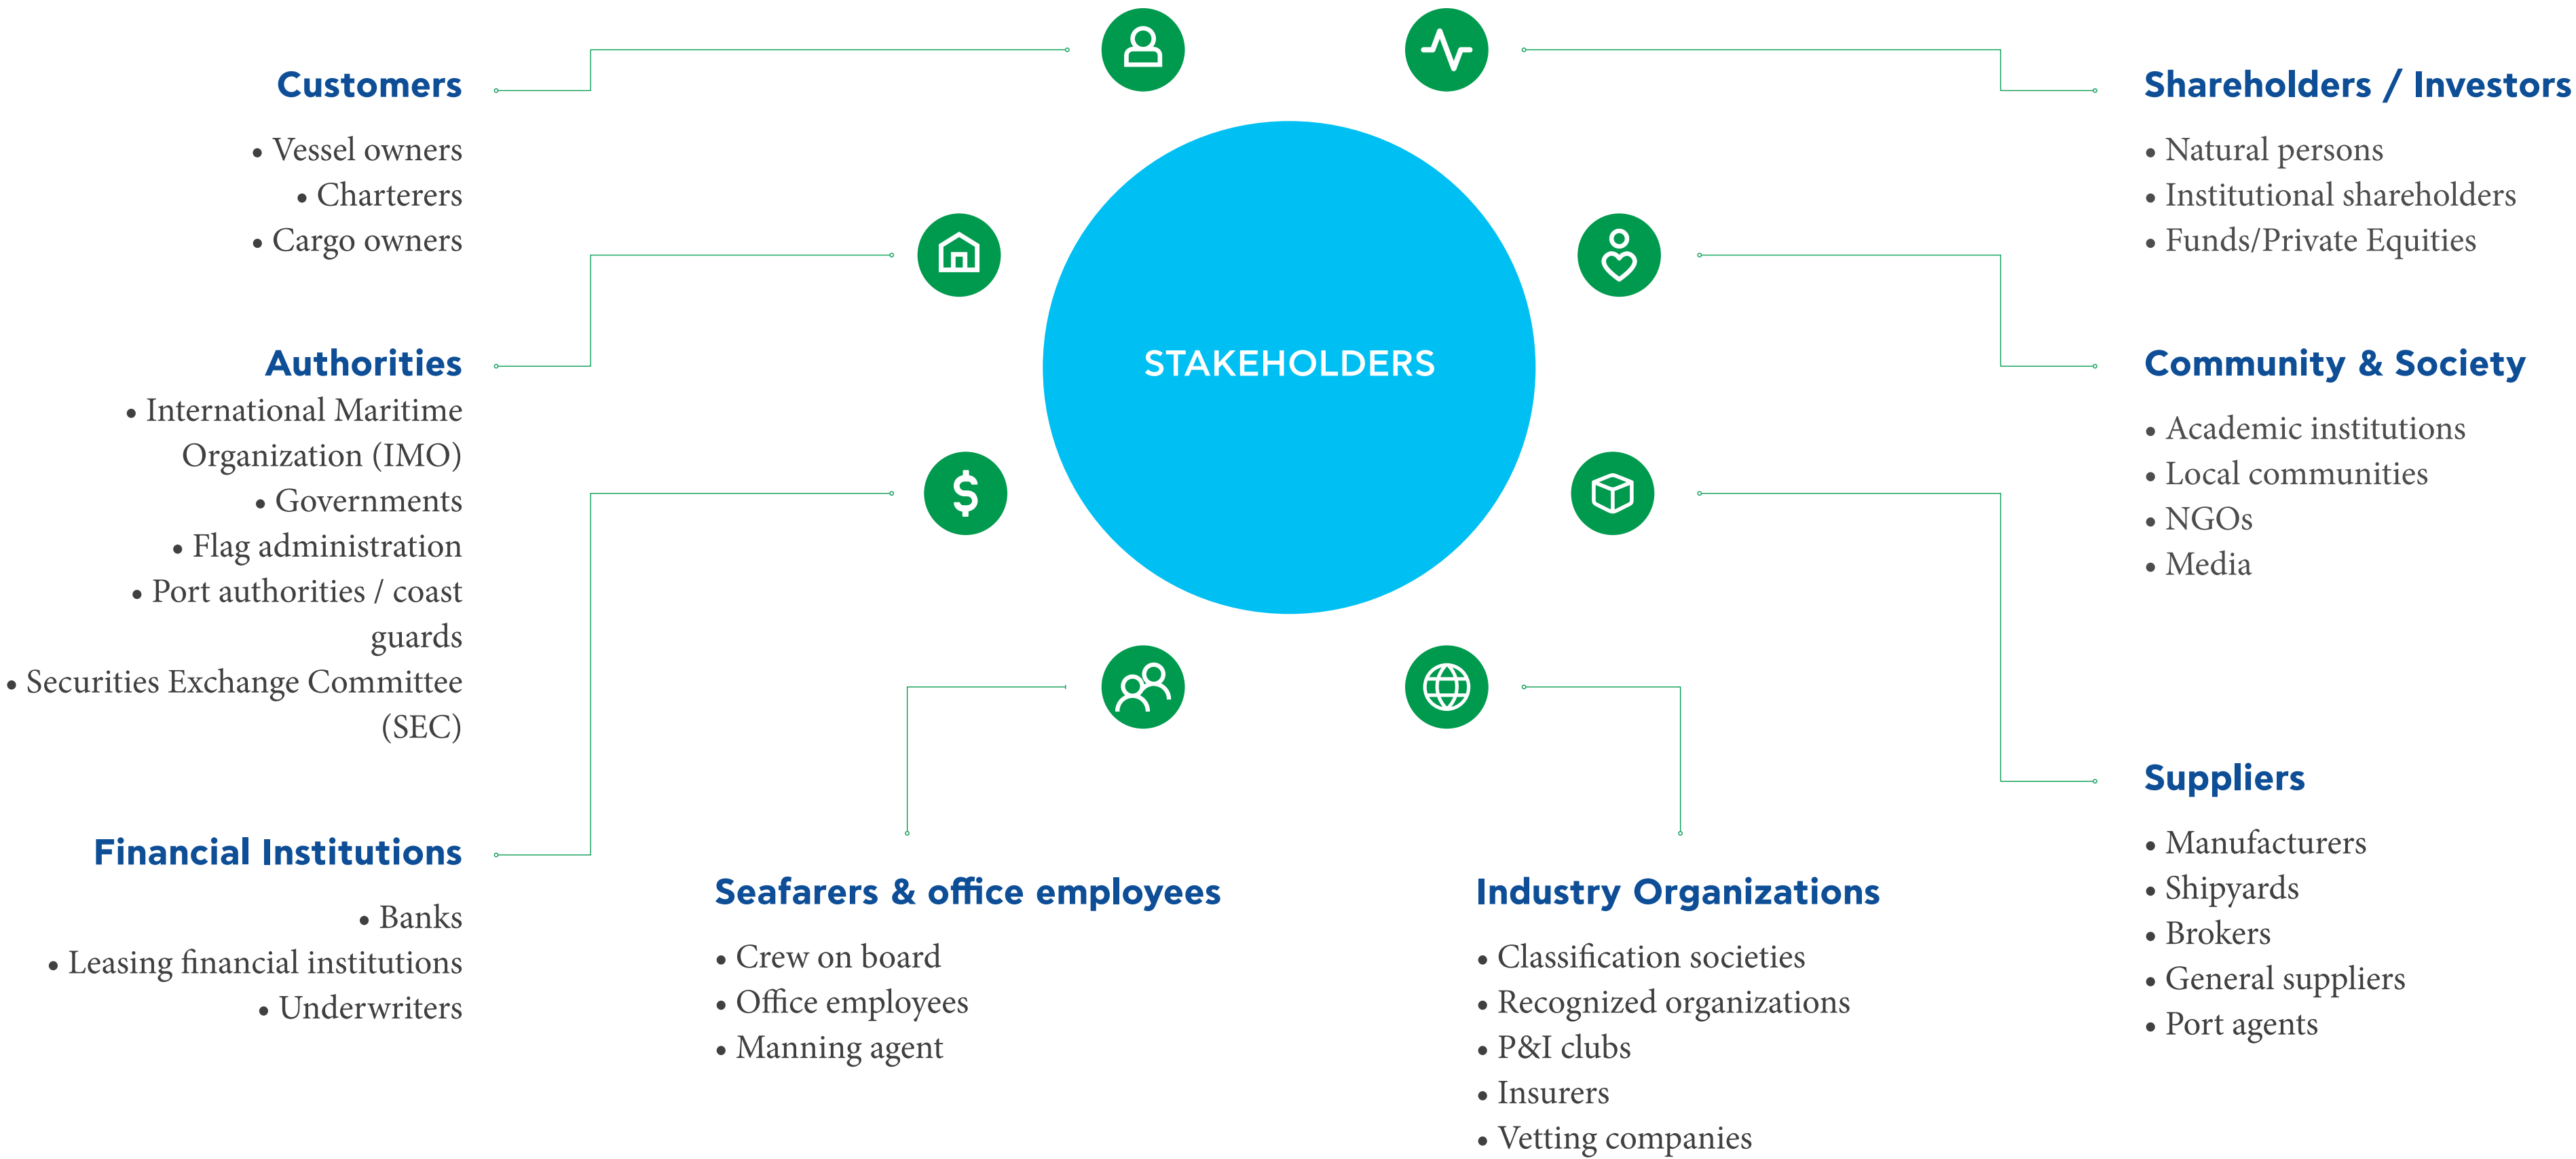 Customers
• Vessel owners
• Charterers
• Cargo owners
Authorities
• International Maritime
Organization (IMO)
• Governments
• Flag administration
• Port authorities / coast
guards
• Securities Exchange Committee
(SEC)
Financial Institutions
• Banks
• Leasing financial institutions
• Underwriters
STAKEHOLDERS
Seafarers & office employees
• Crew on board
• Office employees
• Manning agent
Industry Organizations
• Classification societies
• Recognized organizations
• P&I clubs
• Insurers
• Vetting companies
Shareholders / Investors
• Natural persons
• Institutional shareholders
• Funds/Private Equities
Community & Society
• Academic institutions
• Local communities
• NGOs
• Media
Suppliers
• Manufacturers
• Shipyards
• Brokers
• General suppliers
• Port agents